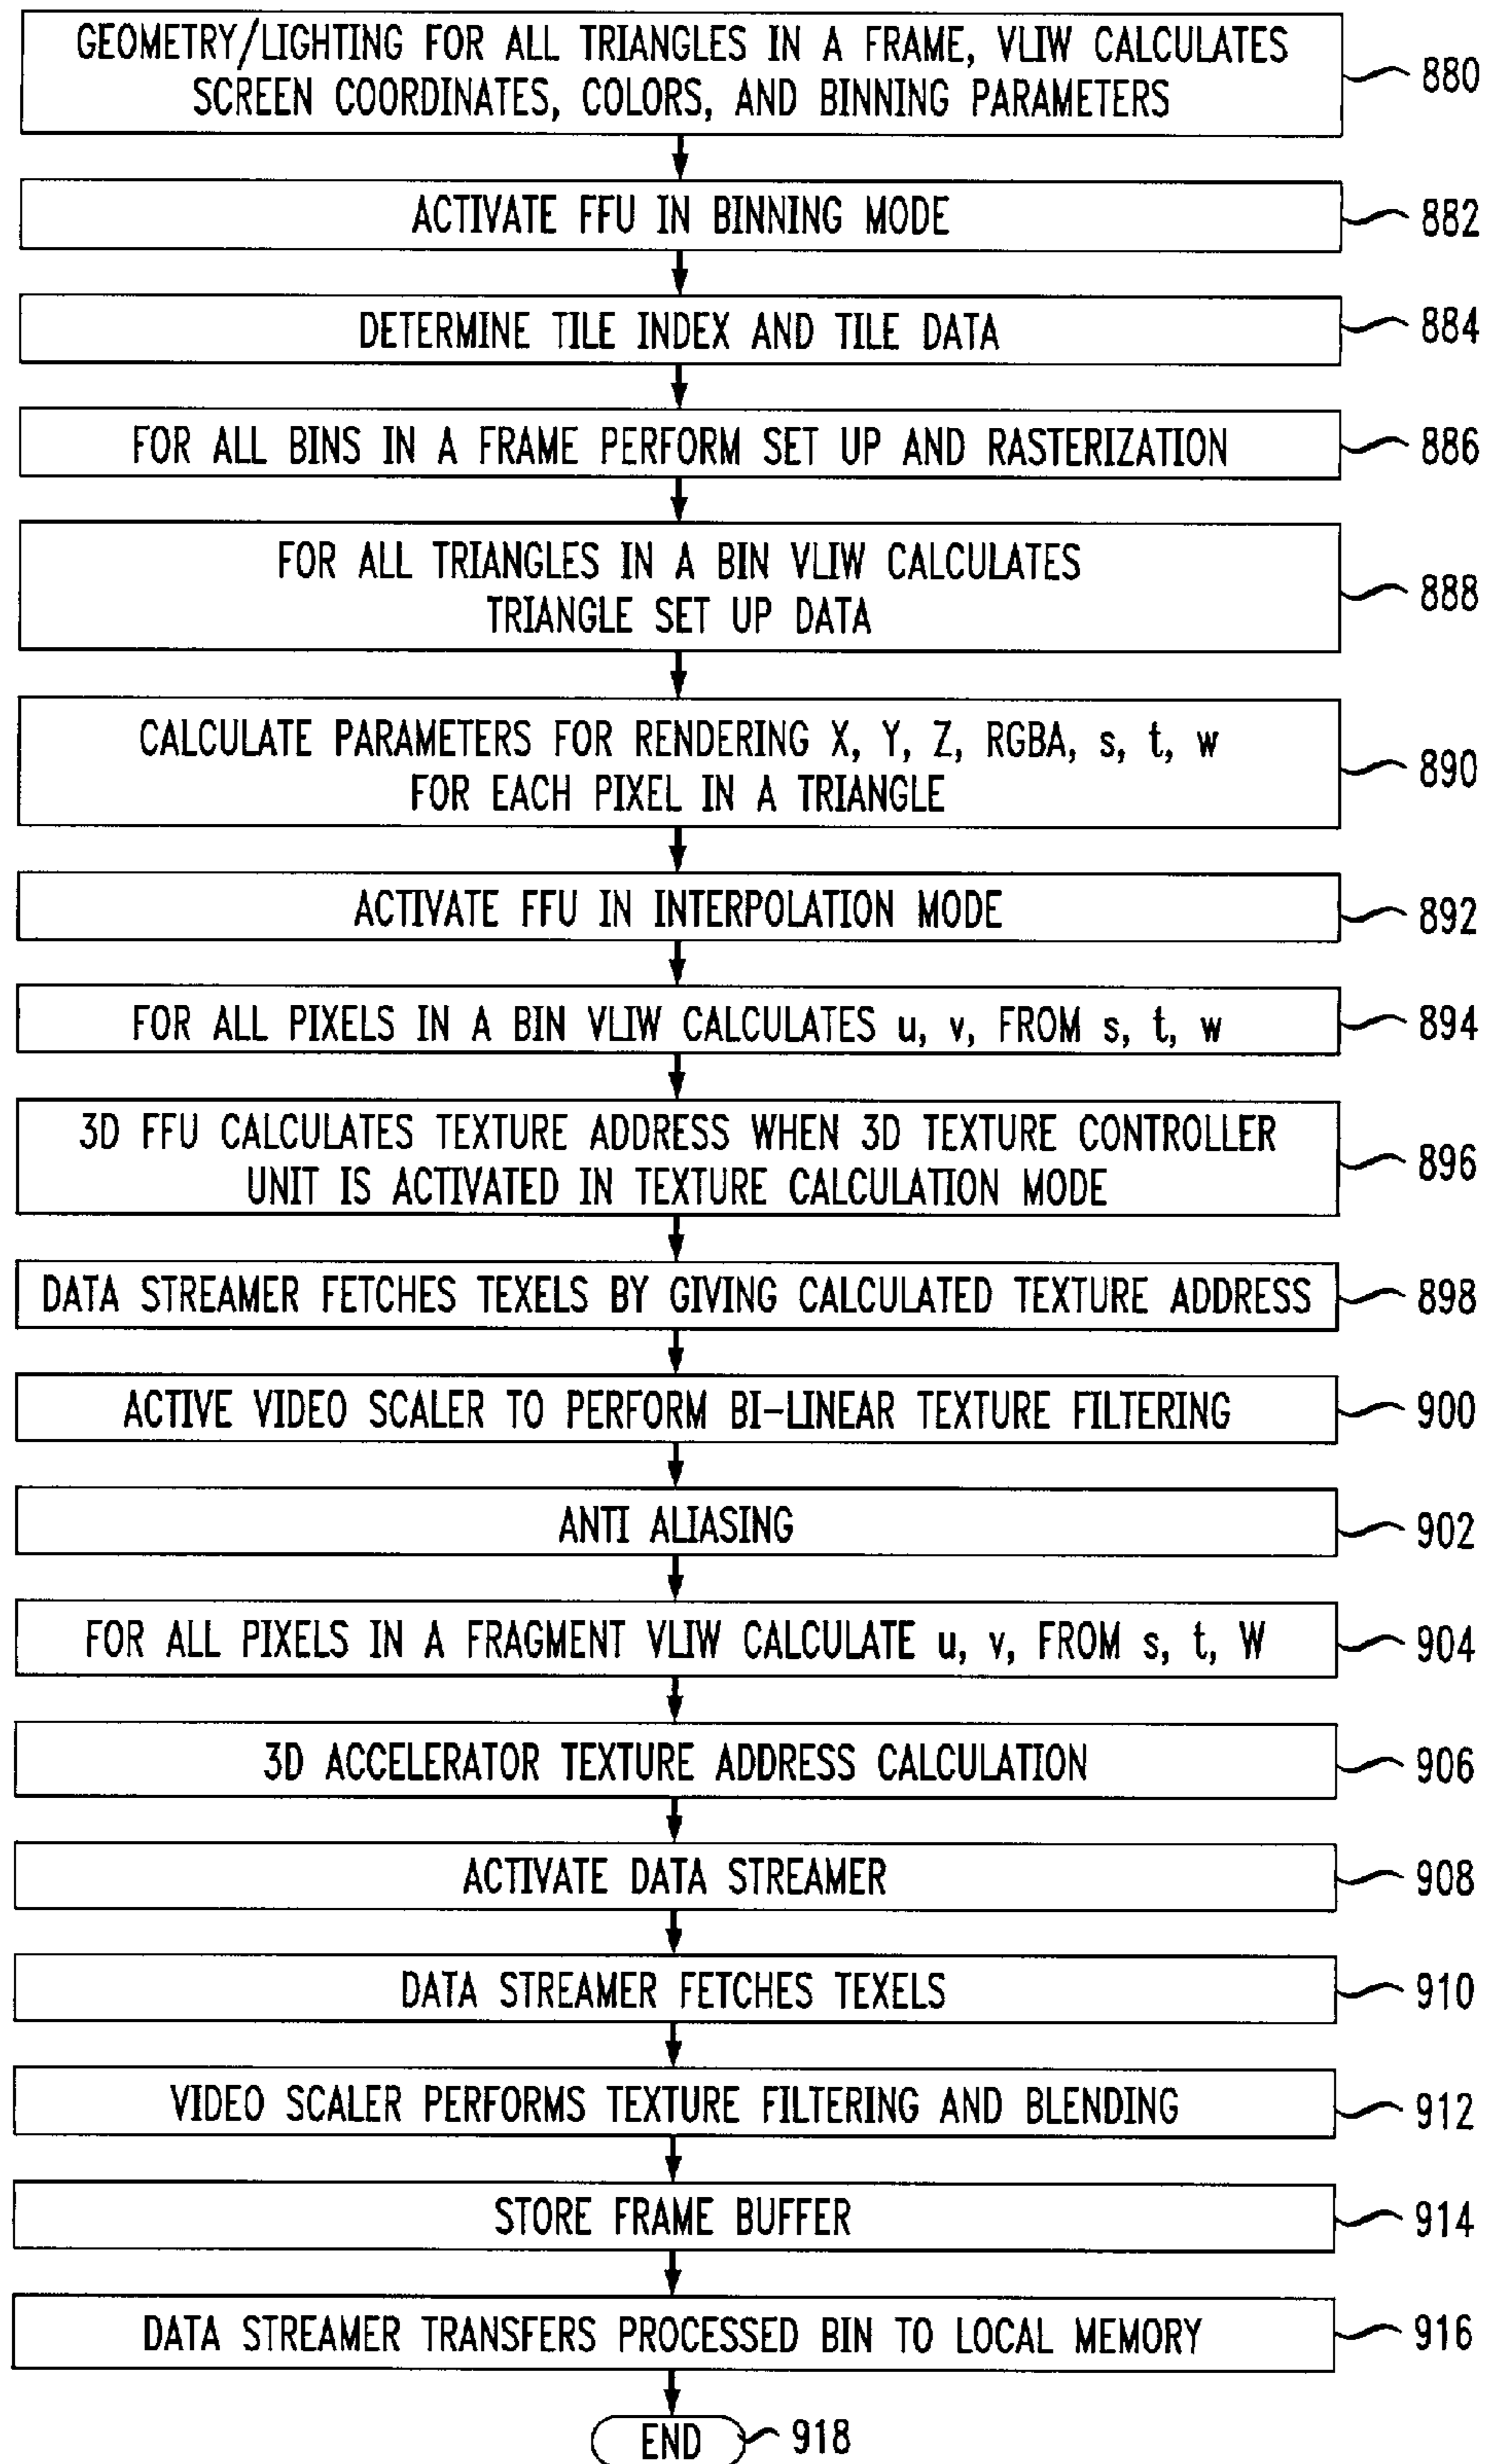 GEOMETRY/LIGHTING FOR ALL TRIANGLES IN A FRAME, VLIW CALCULATES
SCREEN COORDINATES, COLORS, AND BINNING PARAMETERS
880
ACTIVATE FFU IN BINNING MODE
882
DETERMINE TILE INDEX AND TILE DATA
884
FOR ALL BINS IN A FRAME PERFORM SET UP AND RASTERIZATION
886
FOR ALL TRIANGLES IN A BIN VLIW CALCULATES
TRIANGLE SET UP DATA
888
CALCULATE PARAMETERS FOR RENDERING X, Y, Z, RGBA, s, t, w
FOR EACH PIXEL IN A TRIANGLE
890
ACTIVATE FFU IN INTERPOLATION MODE
892
FOR ALL PIXELS IN A BIN VLIW CALCULATES u, v, FROM s, t, w
894
3D FFU CALCULATES TEXTURE ADDRESS WHEN 3D TEXTURE CONTROLLER
UNIT IS ACTIVATED IN TEXTURE CALCULATION MODE
896
DATA STREAMER FETCHES TEXELS BY GIVING CALCULATED TEXTURE ADDRESS
898
ACTIVE VIDEO SCALER TO PERFORM BI-LINEAR TEXTURE FILTERING
900
ANTI ALIASING
902
FOR ALL PIXELS IN A FRAGMENT VLIW CALCULATE u, v, FROM s, t, W
904
3D ACCELERATOR TEXTURE ADDRESS CALCULATION
906
ACTIVATE DATA STREAMER
908
DATA STREAMER FETCHES TEXELS
910
VIDEO SCALER PERFORMS TEXTURE FILTERING AND BLENDING
912
STORE FRAME BUFFER
914
DATA STREAMER TRANSFERS PROCESSED BIN TO LOCAL MEMORY
916
END
918